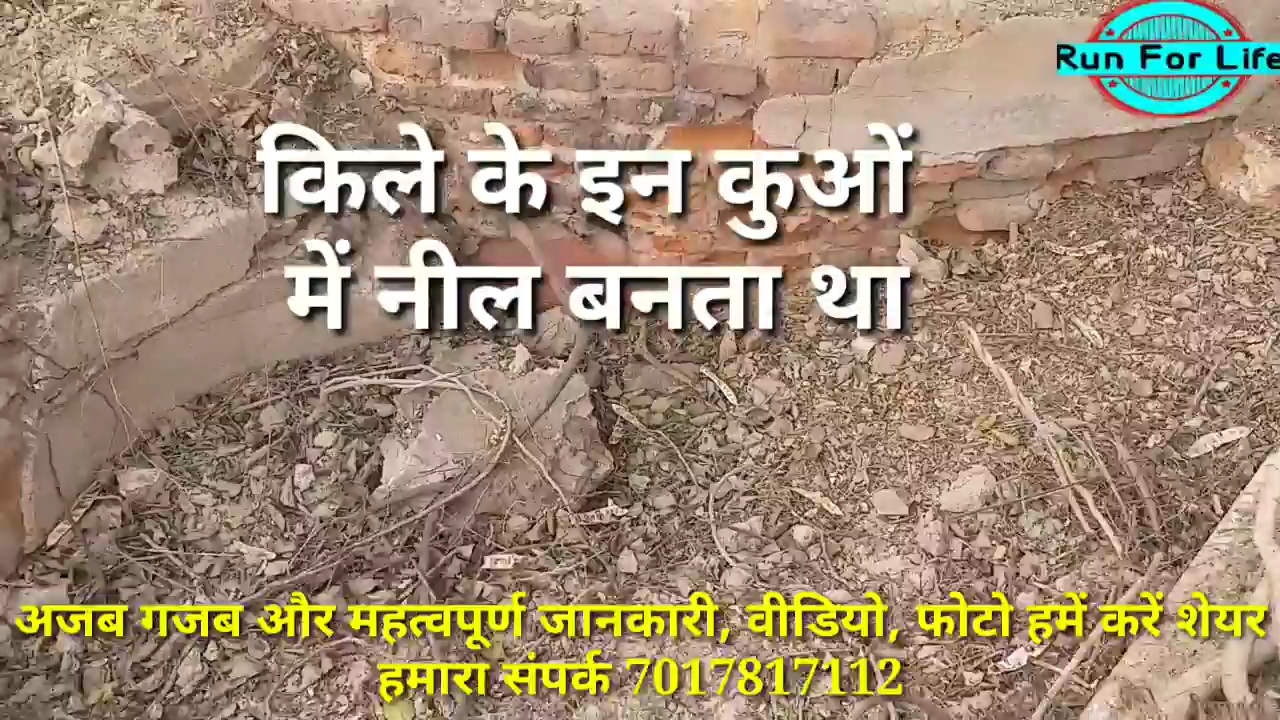 Run For Life
किले के इन कुओं
में नील बनता था
अजब गजब और महत्वपूर्ण जानकारी, वीडियो, फोटो हमें करें शेयर
हमारा संपर्क 7017817112